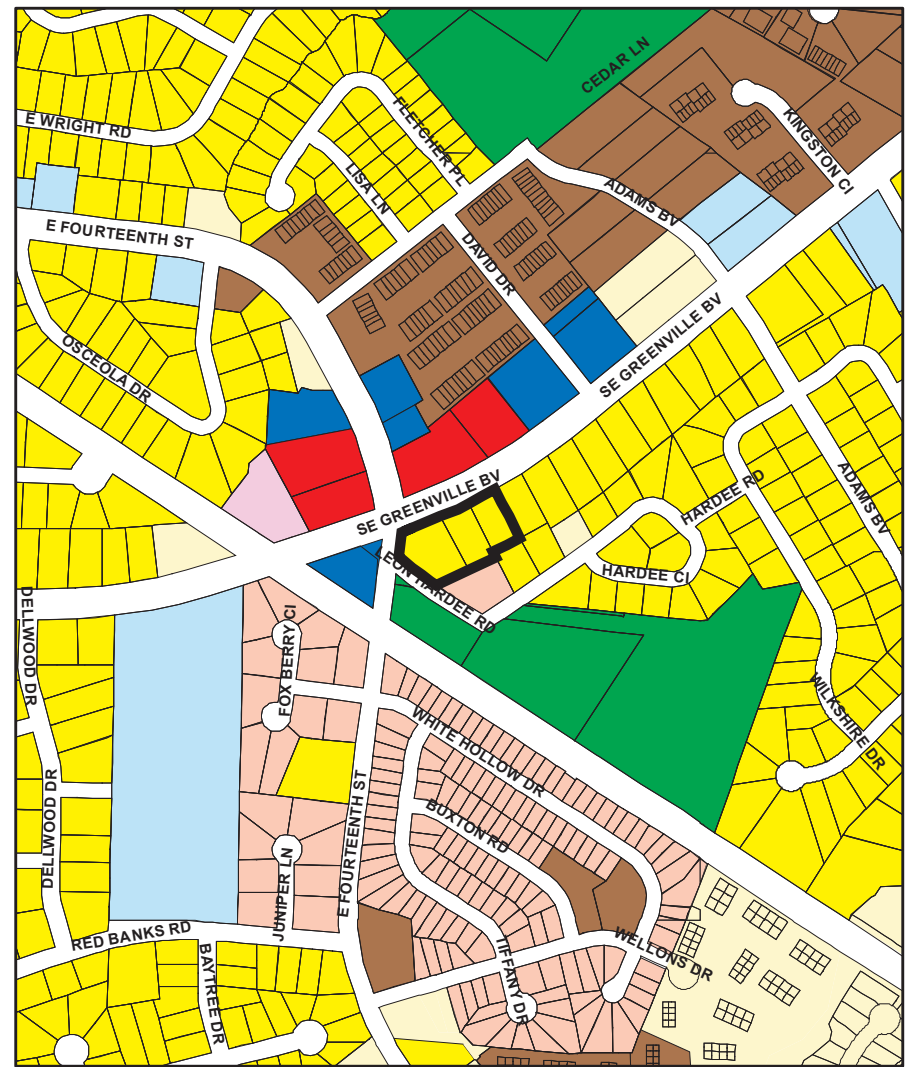 CEDAR LN
E WRIGHT RD
FLETCHER PL
KINGSTON CI
LISA LN
ADAMS BV
E FOURTEENTH ST
DAVID DR
OSCEOLA DR
SE GREENVILLE BV
SE GREENVILLE BV
HARDEE RD
ADAMS BV
LEON HARDEE RD
HARDEE CI
DELLWOOD DR
FOX BERRY CI
WILKSHIRE DR
WHITE HOLLOW DR
DELLWOOD DR
E FOURTEENTH ST
BUXTON RD
JUNIPER LN
RED BANKS RD
BAYTREE DR
TIFFANY DR
WELLONS DR